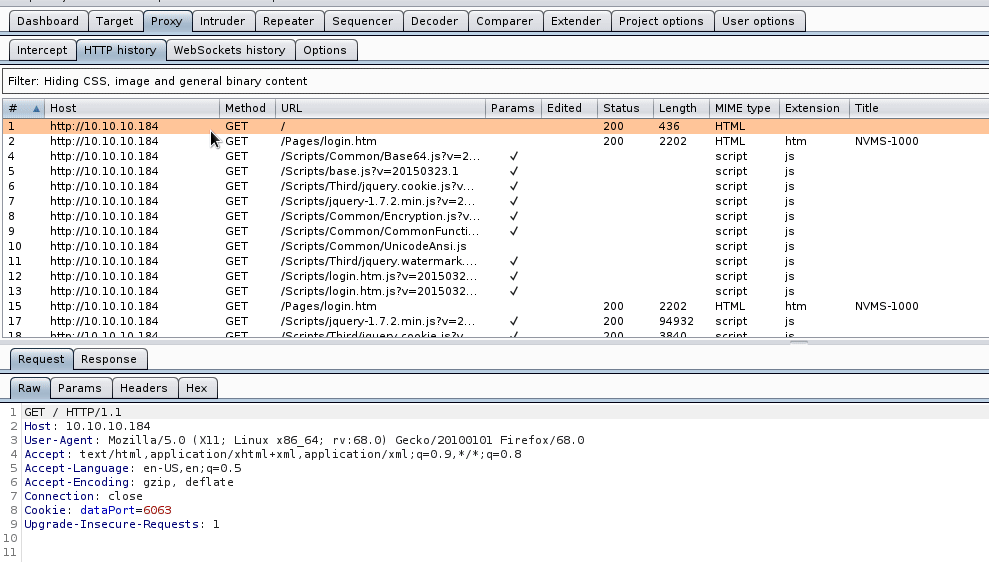 Dashboard Target Proxy Intruder Repeater Sequencer Decoder Comparer Extender Project options User options
Intercept HTTP history WebSockets history Options
Filter: Hiding CSS, image and general binary content
# Host Method URL Params Edited Status Length MIME type Extension Title
1 http://10.10.10.184 GET / 200 436 HTML
2 http://10.10.10.184 GET /Pages/login.htm 200 2202 HTML htm NVMS-1000
4 http://10.10.10.184 GET /Scripts/Common/Base64.js?v=2... ✓ script js
5 http://10.10.10.184 GET /Scripts/base.js?v=20150323.1 ✓ script js
6 http://10.10.10.184 GET /Scripts/Third/jquery.cookie.js?v... ✓ script js
7 http://10.10.10.184 GET /Scripts/jquery-1.7.2.min.js?v=2... ✓ script js
8 http://10.10.10.184 GET /Scripts/Common/Encryption.js?v... ✓ script js
9 http://10.10.10.184 GET /Scripts/Common/CommonFuncti... ✓ script js
10 http://10.10.10.184 GET /Scripts/Common/UnicodeAnsi.js script js
11 http://10.10.10.184 GET /Scripts/Third/jquery.watermark.... ✓ script js
12 http://10.10.10.184 GET /Scripts/login.htm.js?v=2015032... ✓ script js
13 http://10.10.10.184 GET /Scripts/login.htm.js?v=2015032... ✓ script js
15 http://10.10.10.184 GET /Pages/login.htm 200 2202 HTML htm NVMS-1000
17 http://10.10.10.184 GET /Scripts/jquery-1.7.2.min.js?v=2... ✓ 200 94932 script js
18 http://10.10.10.184 GET /Scripts/Third/jquery.cookie.js?v... ✓ 200 3840 script js
Request Response
Raw Params Headers Hex
1 GET / HTTP/1.1
2 Host: 10.10.10.184
3 User-Agent: Mozilla/5.0 (X11; Linux x86_64; rv:68.0) Gecko/20100101 Firefox/68.0
4 Accept: text/html,application/xhtml+xml,application/xml;q=0.9,*/*;q=0.8
5 Accept-Language: en-US,en;q=0.5
6 Accept-Encoding: gzip, deflate
7 Connection: close
8 Cookie: dataPort=6063
9 Upgrade-Insecure-Requests: 1
10
11